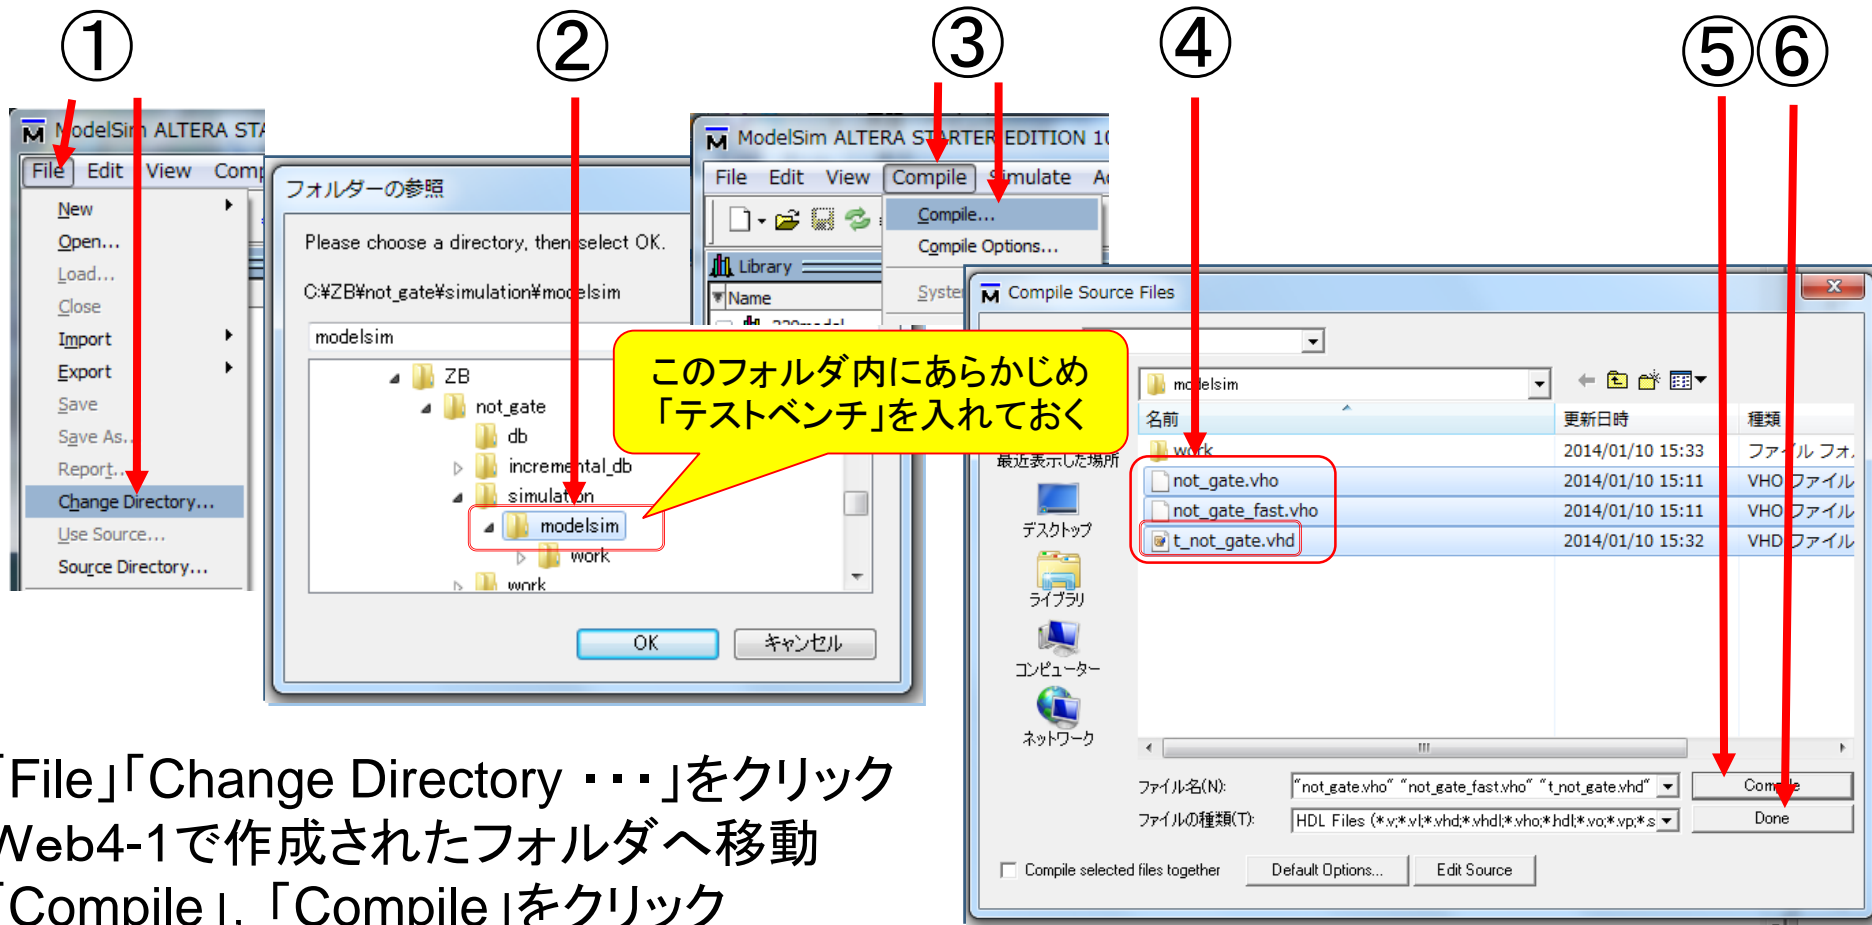 ①
②
③
④
⑤⑥
ModelSim ALTERA STA
File Edit View Comp
New
Open...
Load...
Close
Import
Export
Save
Save As..
Report..
Change Directory...
Use Source...
Source Directory...
フォルダーの参照
Please choose a directory, then select OK.
C:¥ZB¥not_gate¥simulation¥modelsim
modelsim
ZB
not_gate
db
incremental_db
simulation
modelsim
work
work
OK
キャンセル
ModelSim ALTERA STARTER EDITION 10
File Edit View Compile Simulate A
Compile...
Compile Options...
Syste
Library
Name
220model
このフォルダ内にあらかじめ
「テストベンチ」を入れておく
Compile Source Files
modelsim
名前 更新日時 種類
work 2014/01/10 15:33 ファイル フォ
not_gate.vho 2014/01/10 15:11 VHO ファイル
not_gate_fast.vho 2014/01/10 15:11 VHO ファイル
t_not_gate.vhd 2014/01/10 15:32 VHD ファイル
最近表示した場所
デスクトップ
ライブラリ
コンピューター
ネットワーク
ファイル名(N): "not_gate.vho" "not_gate_fast.vho" "t_not_gate.vhd" Compile
ファイルの種類(T): HDL Files (*.v;*.vl;*.vhd;*.vhdl;*.vho;*.hdl;*.vo;*.vp;*.s Done
Compile selected files together Default Options... Edit Source
「File」「Change Directory ・・・」をクリック
Web4-1で作成されたフォルダへ移動
「Compile」，「Compile」をクリック